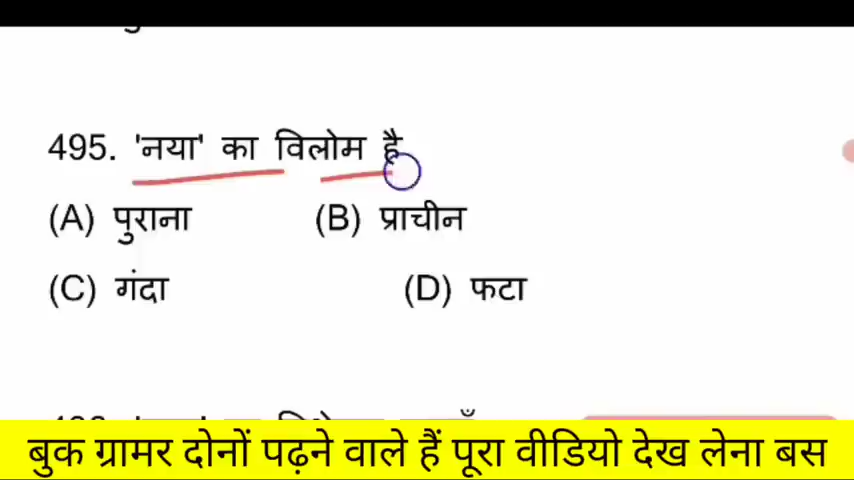 495. 'नया' का विलोम है
(A) पुराना (B) प्राचीन
(C) गंदा (D) फटा
बुक ग्रामर दोनों पढ़ने वाले हैं पूरा वीडियो देख लेना बस